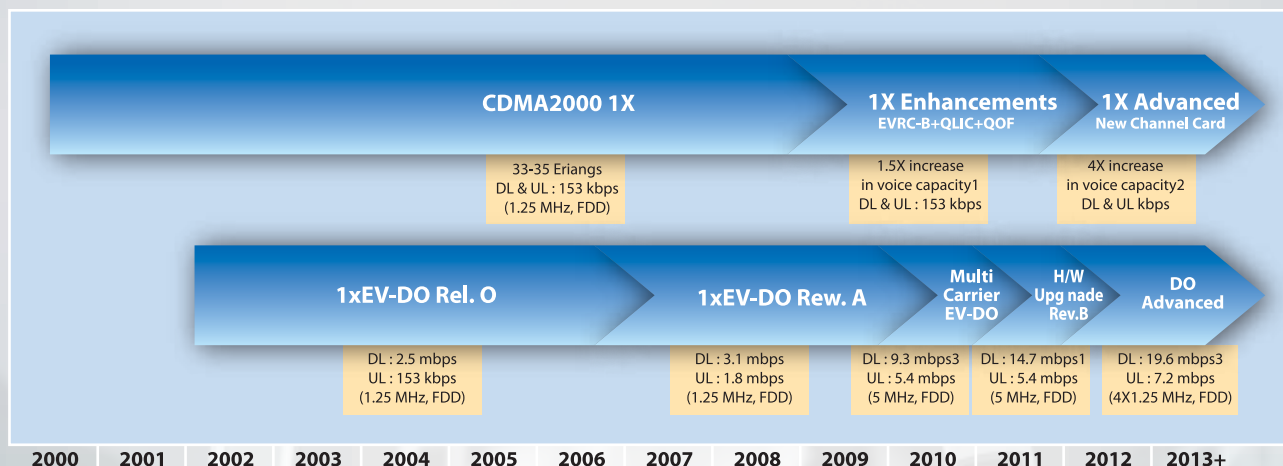 CDMA2000 1X
1X Enhancements
EVRC-B+QLIC+QOF
1X Advanced
New Channel Card
33-35 Eriangs
DL & UL : 153 kbps
(1.25 MHz, FDD)
1.5X increase
in voice capacity1
DL & UL : 153 kbps
4X increase
in voice capacity2
DL & UL kbps
1xEV-DO Rel. O
1xEV-DO Rew. A
Multi
Carrier
EV-DO
H/W
Upg nade
Rev.B
DO
Advanced
DL : 2.5 mbps
UL : 153 kbps
(1.25 MHz, FDD)
DL : 3.1 mbps
UL : 1.8 mbps
(1.25 MHz, FDD)
DL : 9.3 mbps3
UL : 5.4 mbps
(5 MHz, FDD)
DL : 14.7 mbps1
UL : 5.4 mbps
(5 MHz, FDD)
DL : 19.6 mbps3
UL : 7.2 mbps
(4X1.25 MHz, FDD)
2000 2001 2002 2003 2004 2005 2006 2007 2008 2009 2010 2011 2012 2013+